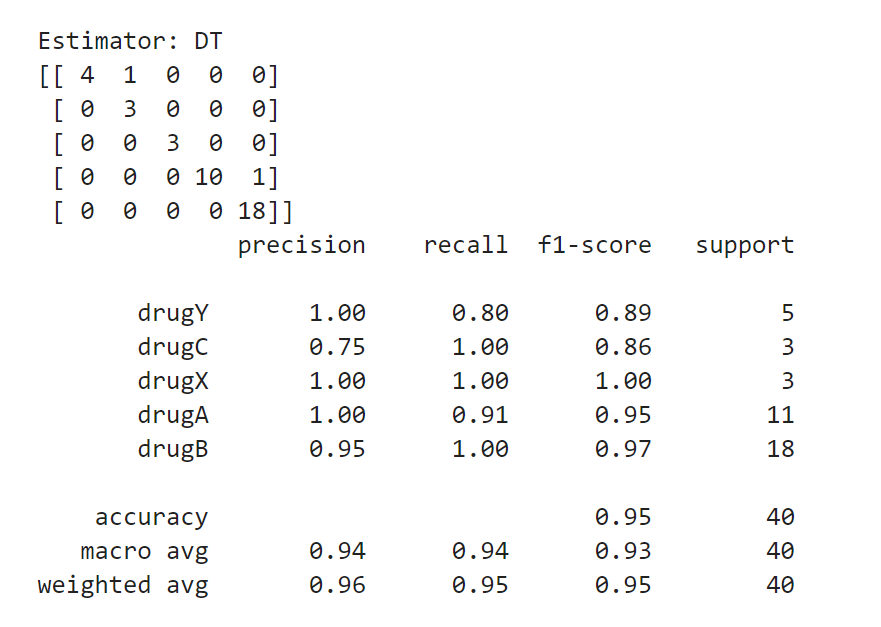 Estimator: DT
[[ 4  1  0  0  0]
 [ 0  3  0  0  0]
 [ 0  0  3  0  0]
 [ 0  0  0 10  1]
 [ 0  0  0  0 18]]
              precision    recall  f1-score   support

       drugY       1.00      0.80      0.89         5
       drugC       0.75      1.00      0.86         3
       drugX       1.00      1.00      1.00         3
       drugA       1.00      0.91      0.95        11
       drugB       0.95      1.00      0.97        18

    accuracy                           0.95        40
   macro avg       0.94      0.94      0.93        40
weighted avg       0.96      0.95      0.95        40